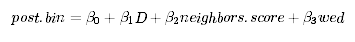 post.bin = β₀ + β₁D + β₂neighbors.score + β₃wed